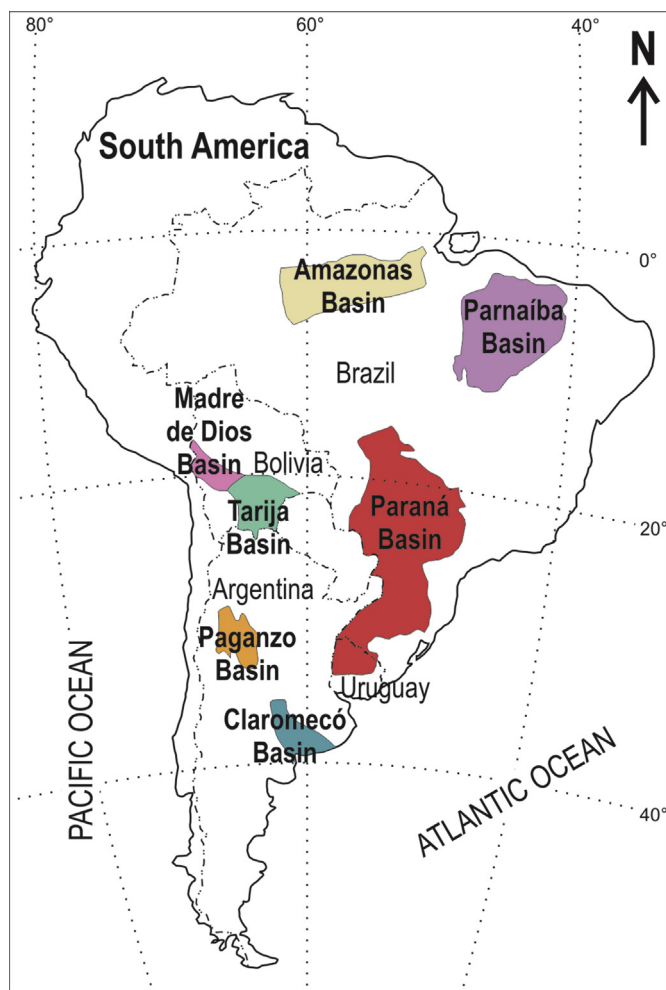 80°
60°
40°
N
South America
0°
Amazonas
Basin
Parnaíba
Basin
Brazil
Madre
de Dios
Basin
Bolivia
Tarija
Basin
Paraná
Basin
20°
Argentina
Paganzo
Basin
Uruguay
Claromecó
Basin
PACIFIC OCEAN
ATLANTIC OCEAN
40°